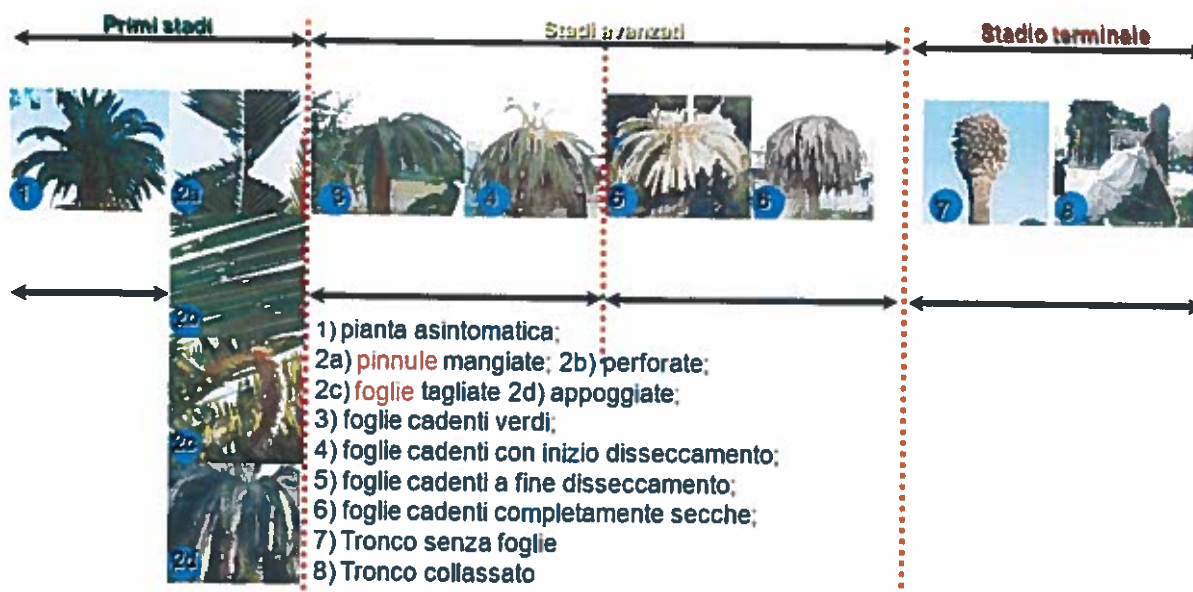 Primi stadi
Stadi avanzati
Stadio terminale
1
2a
3
4
5
6
7
8
2b
2c
2d
1) pianta asintomatica;
2a) pinnule mangiate; 2b) perforate;
2c) foglie tagliate 2d) appoggiate;
3) foglie cadenti verdi;
4) foglie cadenti con inizio disseccamento;
5) foglie cadenti a fine disseccamento;
6) foglie cadenti completamente secche;
7) Tronco senza foglie
8) Tronco collassato